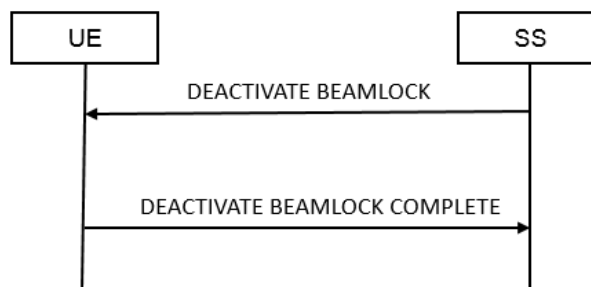 UE
SS
DEACTIVATE BEAMLOCK
DEACTIVATE BEAMLOCK COMPLETE